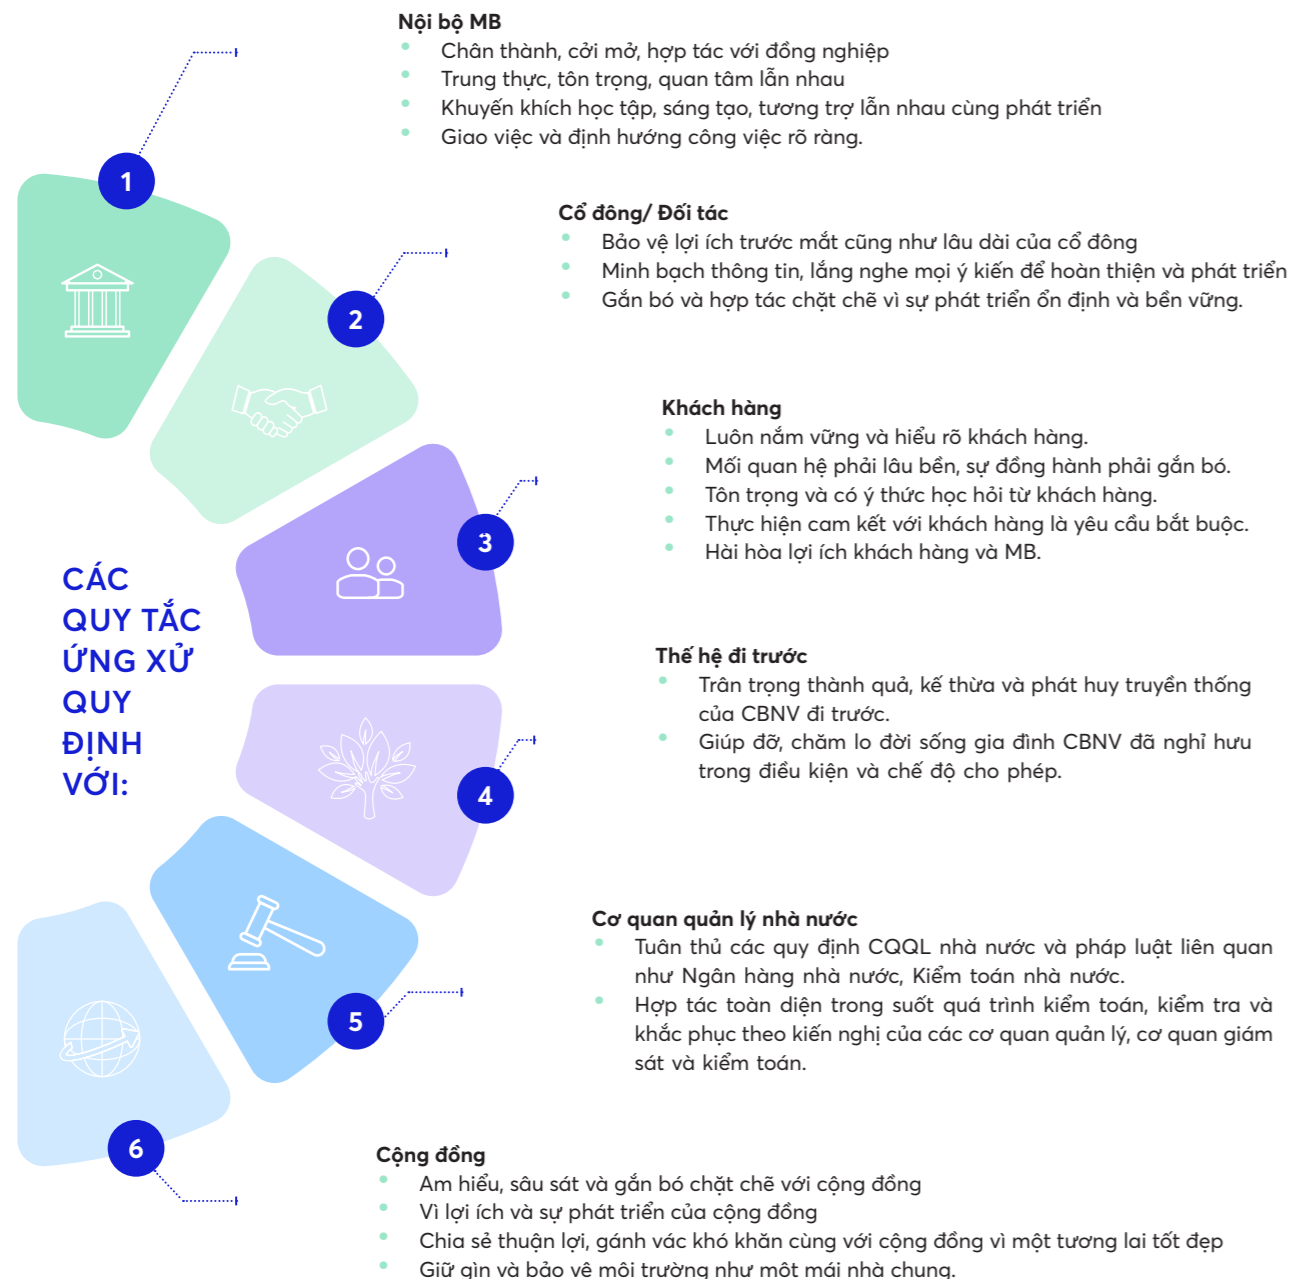 Nội bộ MB
Chân thành, cởi mở, hợp tác với đồng nghiệp
Trung thực, tôn trọng, quan tâm lẫn nhau
Khuyến khích học tập, sáng tạo, tương trợ lẫn nhau cùng phát triển
Giao việc và định hướng công việc rõ ràng.
1
Cổ đông/ Đối tác
Bảo vệ lợi ích trước mắt cũng như lâu dài của cổ đông
Minh bạch thông tin, lắng nghe mọi ý kiến để hoàn thiện và phát triển
Gắn bó và hợp tác chặt chẽ vì sự phát triển ổn định và bền vững.
2
Khách hàng
Luôn nắm vững và hiểu rõ khách hàng.
Mối quan hệ phải lâu bền, sự đồng hành phải gắn bó.
Tôn trọng và có ý thức học hỏi từ khách hàng.
Thực hiện cam kết với khách hàng là yêu cầu bắt buộc.
Hài hòa lợi ích khách hàng và MB.
3
CÁC
QUY TẮC
ỨNG XỬ
QUY
ĐỊNH
VỚI:
Thế hệ đi trước
Trân trọng thành quả, kế thừa và phát huy truyền thống
của CBNV đi trước.
Giúp đỡ, chăm lo đời sống gia đình CBNV đã nghỉ hưu
trong điều kiện và chế độ cho phép.
4
Cơ quan quản lý nhà nước
Tuân thủ các quy định CQQL nhà nước và pháp luật liên quan
như Ngân hàng nhà nước, Kiểm toán nhà nước.
Hợp tác toàn diện trong suốt quá trình kiểm toán, kiểm tra và
khắc phục theo kiến nghị của các cơ quan quản lý, cơ quan giám
sát và kiểm toán.
5
6
Cộng đồng
Am hiểu, sâu sát và gắn bó chặt chẽ với cộng đồng
Vì lợi ích và sự phát triển của cộng đồng
Chia sẻ thuận lợi, gánh vác khó khăn cùng với cộng đồng vì một tương lai tốt đẹp
Giữ gìn và bảo vệ môi trường như một mái nhà chung.